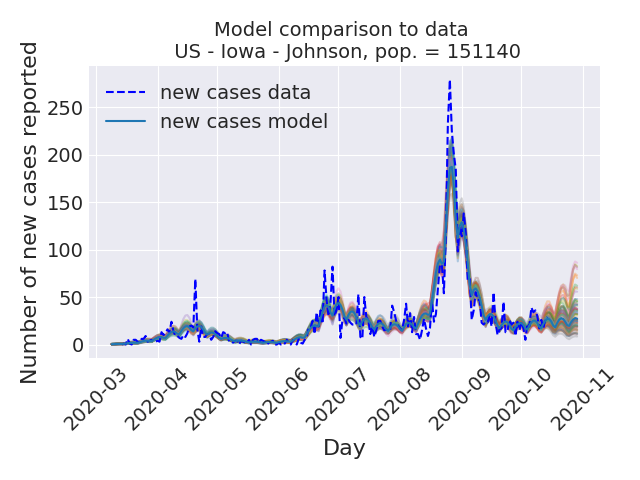 Model comparison to data
US - Iowa - Johnson, pop. = 151140
Number of new cases reported
250
200
150
100
50
0
new cases data
new cases model
2020-03
2020-04
2020-05
2020-06
2020-07
2020-08
2020-09
2020-10
2020-11
Day